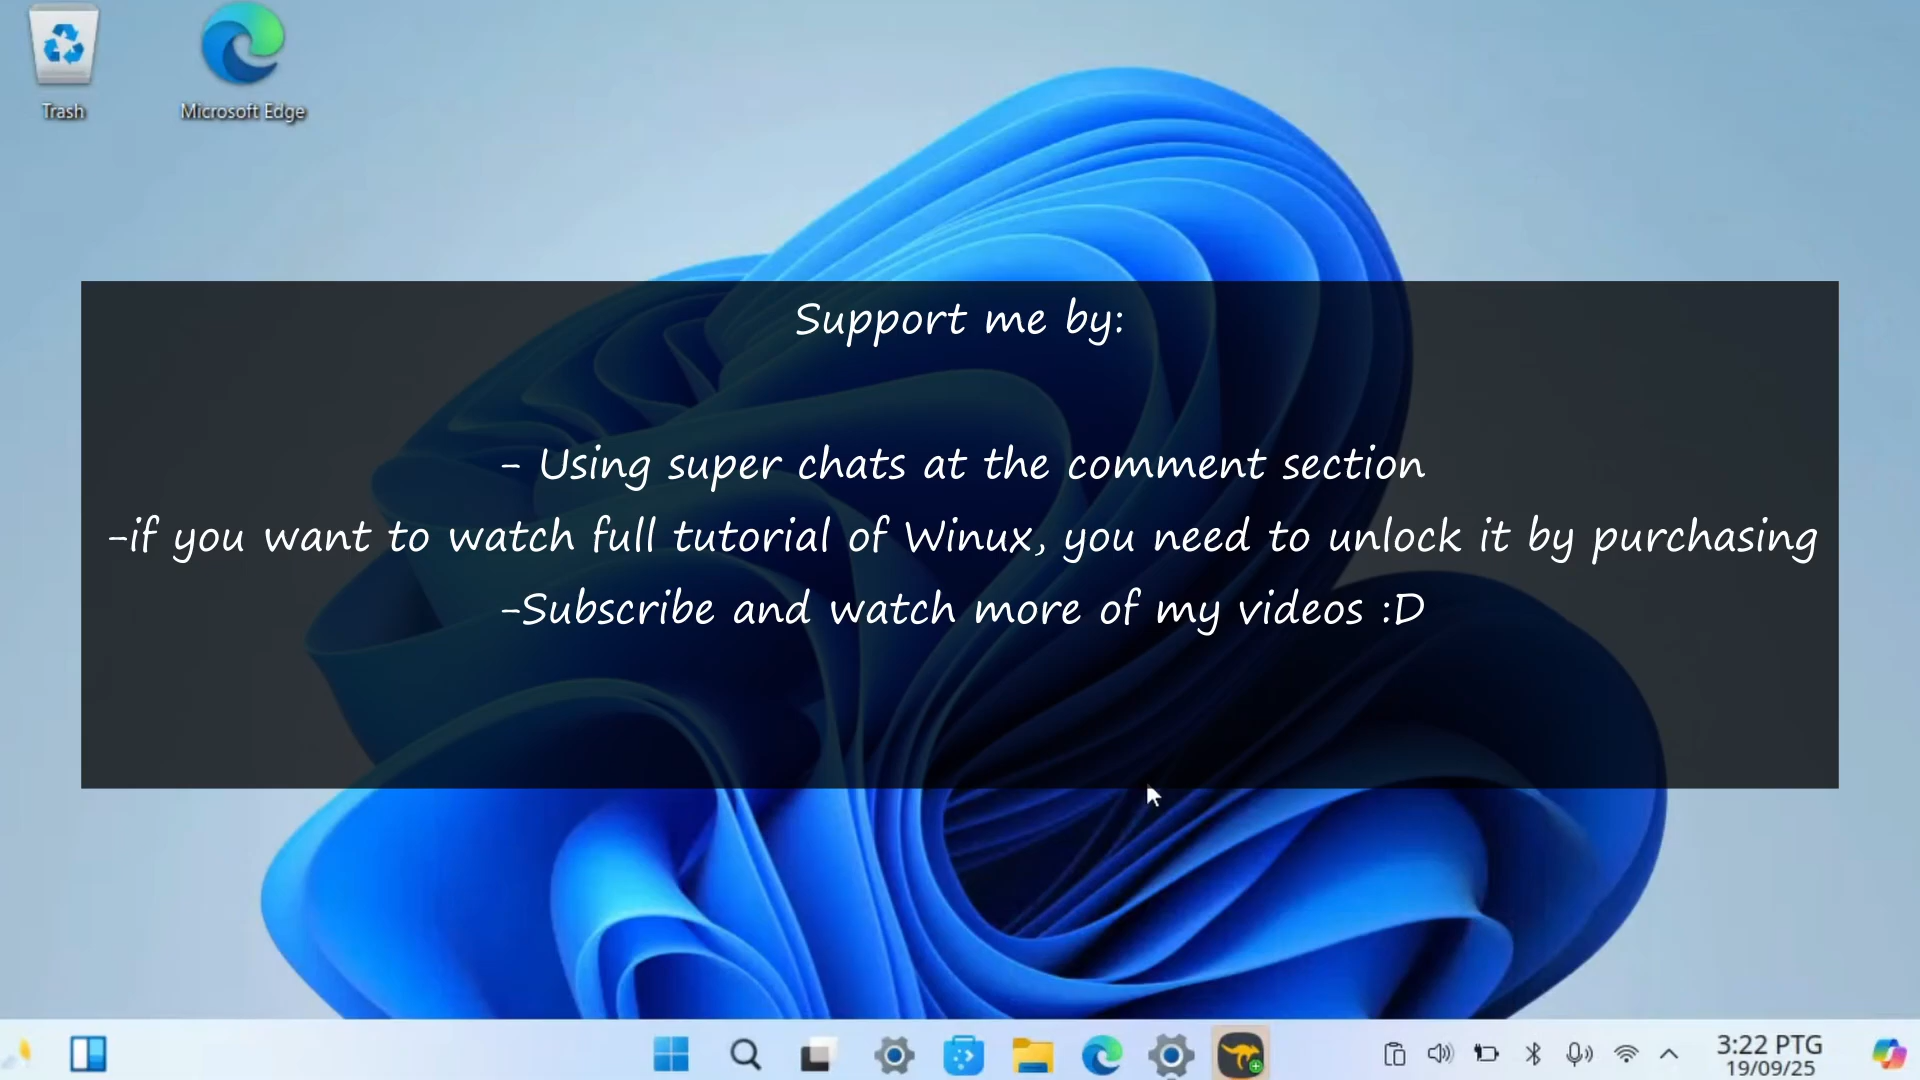 Trash
Microsoft Edge
Support me by:
- Using super chats at the comment section
-if you want to watch full tutorial of Winux, you need to unlock it by purchasing
-Subscribe and watch more of my videos :D
3:22 PTG
19/09/25